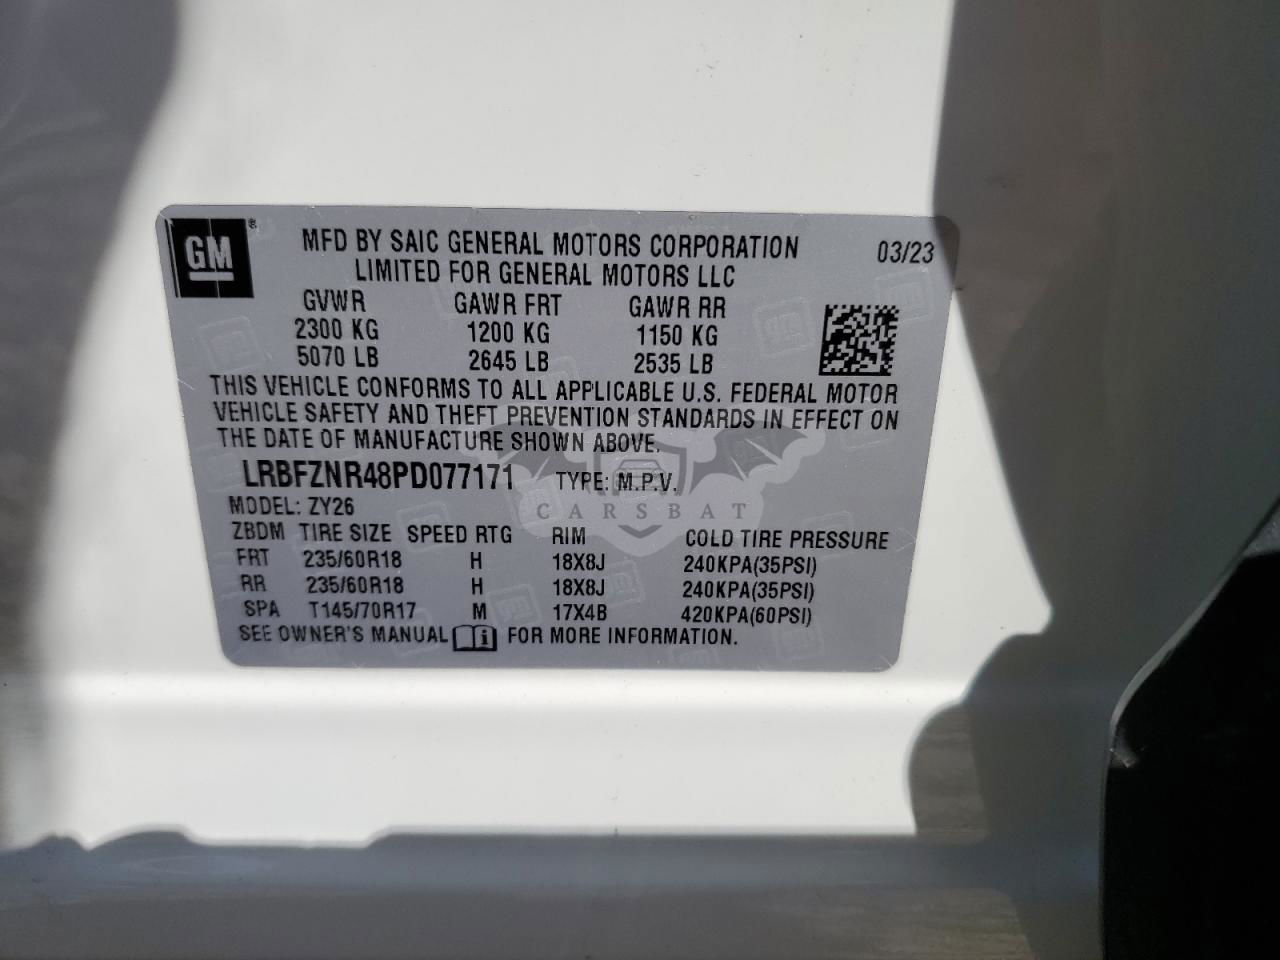 GM® MFD BY SAIC GENERAL MOTORS CORPORATION 03/23
LIMITED FOR GENERAL MOTORS LLC
GVWR GAWR FRT GAWR RR
2300 KG 1200 KG 1150 KG
5070 LB 2645 LB 2535 LB
THIS VEHICLE CONFORMS TO ALL APPLICABLE U.S. FEDERAL MOTOR
VEHICLE SAFETY AND THEFT PREVENTION STANDARDS IN EFFECT ON
THE DATE OF MANUFACTURE SHOWN ABOVE.
LRBFZNR48PD077171 TYPE: M.P.V.
CARSBAT
MODEL: ZY26
ZBDM TIRE SIZE SPEED RTG RIM COLD TIRE PRESSURE
FRT 235/60R18 H 18X8J 240KPA(35PSI)
RR 235/60R18 H 18X8J 240KPA(35PSI)
SPA T145/70R17 M 17X4B 420KPA(60PSI)
SEE OWNER'S MANUAL i FOR MORE INFORMATION.